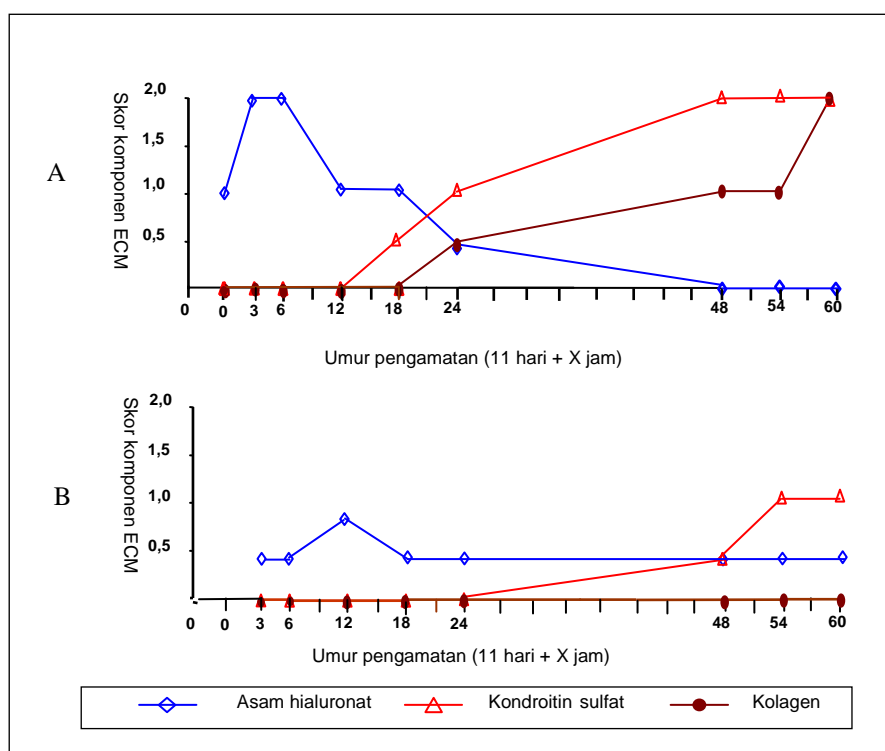 A
Skor komponen ECM
2,0
1,5
1,0
0,5
0 0 3 6 12 18 24 48 54 60
Umur pengamatan (11 hari + X jam)
B
Skor komponen ECM
2,0
1,5
1,0
0,5
0 0 3 6 12 18 24 48 54 60
Umur pengamatan (11 hari + X jam)
Asam hialuronat Kondroitin sulfat Kolagen